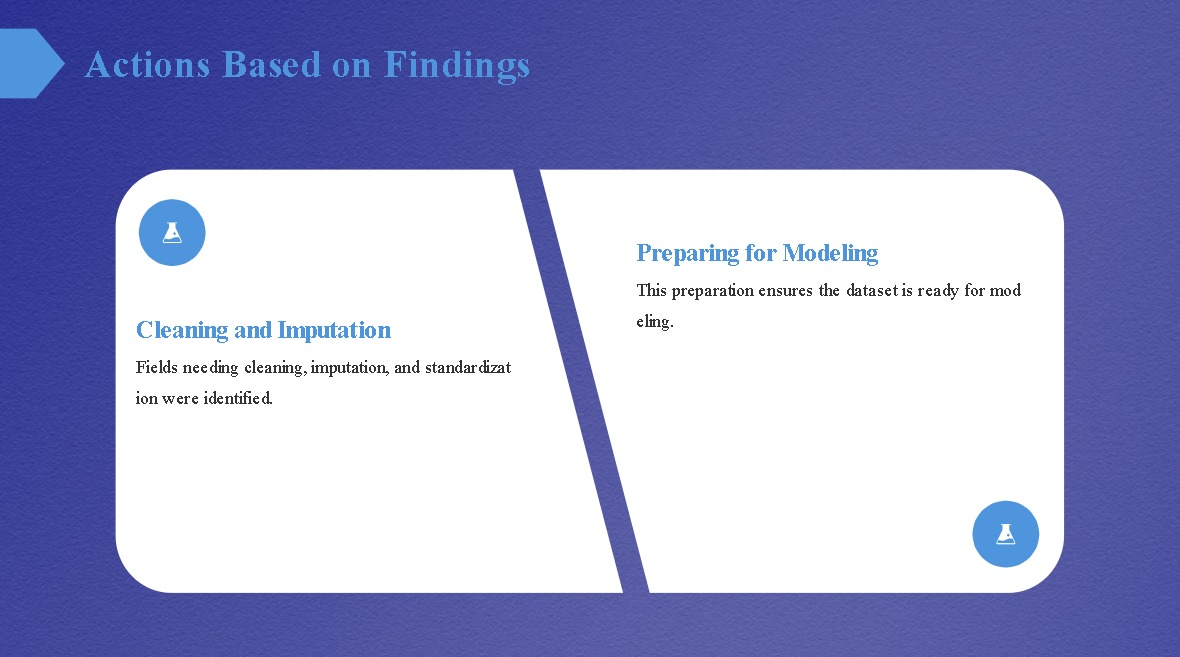 Actions Based on Findings
Cleaning and Imputation
Fields needing cleaning, imputation, and standardizat
ion were identified.
Preparing for Modeling
This preparation ensures the dataset is ready for mod
eling.